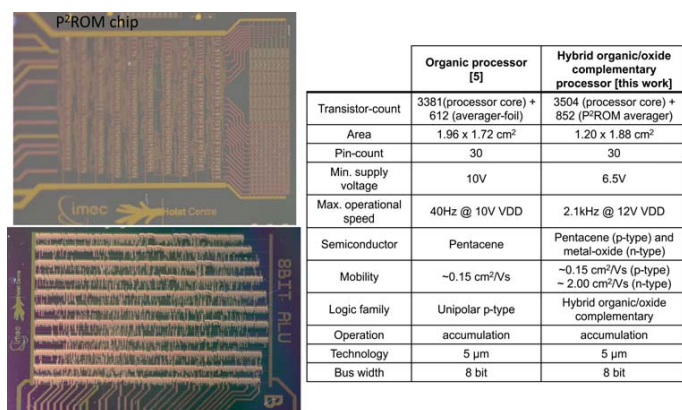 P²ROM chip
imec
Holst Centre
imec
8BIT ALU
Organic processor [5]
Hybrid organic/oxide complementary processor [this work]
Transistor-count
3381(processor core) + 612 (averager-foil)
3504 (processor core) + 852 (P²ROM averager)
Area
1.96 x 1.72 cm²
1.20 x 1.88 cm²
Pin-count
30
30
Min. supply voltage
10V
6.5V
Max. operational speed
40Hz @ 10V VDD
2.1kHz @ 12V VDD
Semiconductor
Pentacene
Pentacene (p-type) and metal-oxide (n-type)
Mobility
~0.15 cm²/Vs
~0.15 cm²/Vs (p-type)
~ 2.00 cm²/Vs (n-type)
Logic family
Unipolar p-type
Hybrid organic/oxide complementary
Operation
accumulation
accumulation
Technology
5 µm
5 µm
Bus width
8 bit
8 bit